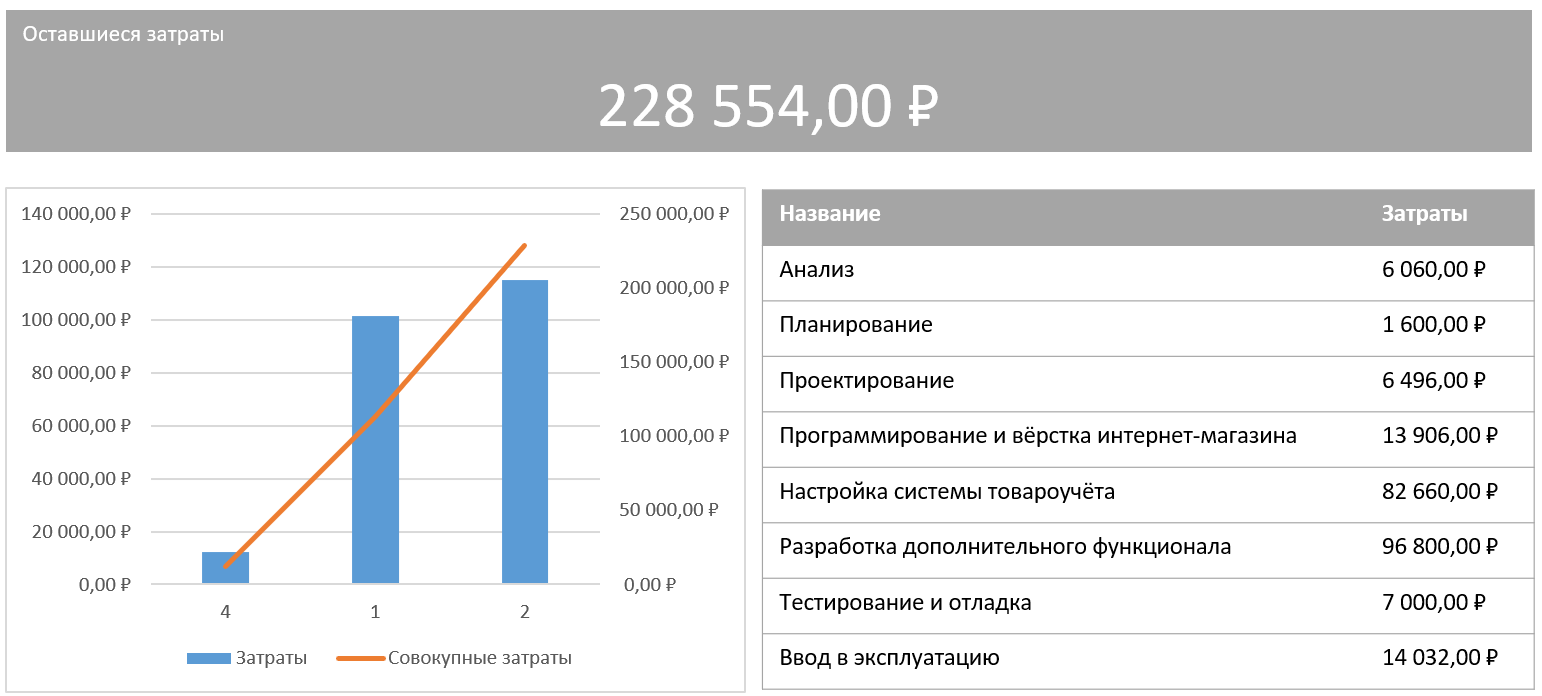 Оставшиеся затраты
228 554,00 ₽
140 000,00 ₽
120 000,00 ₽
100 000,00 ₽
80 000,00 ₽
60 000,00 ₽
40 000,00 ₽
20 000,00 ₽
0,00 ₽
250 000,00 ₽
200 000,00 ₽
150 000,00 ₽
100 000,00 ₽
50 000,00 ₽
0,00 ₽
4 1 2
Затраты Совокупные затраты
Название Затраты
Анализ 6 060,00 ₽
Планирование 1 600,00 ₽
Проектирование 6 496,00 ₽
Программирование и вёрстка интернет-магазина 13 906,00 ₽
Настройка системы товароучёта 82 660,00 ₽
Разработка дополнительного функционала 96 800,00 ₽
Тестирование и отладка 7 000,00 ₽
Ввод в эксплуатацию 14 032,00 ₽